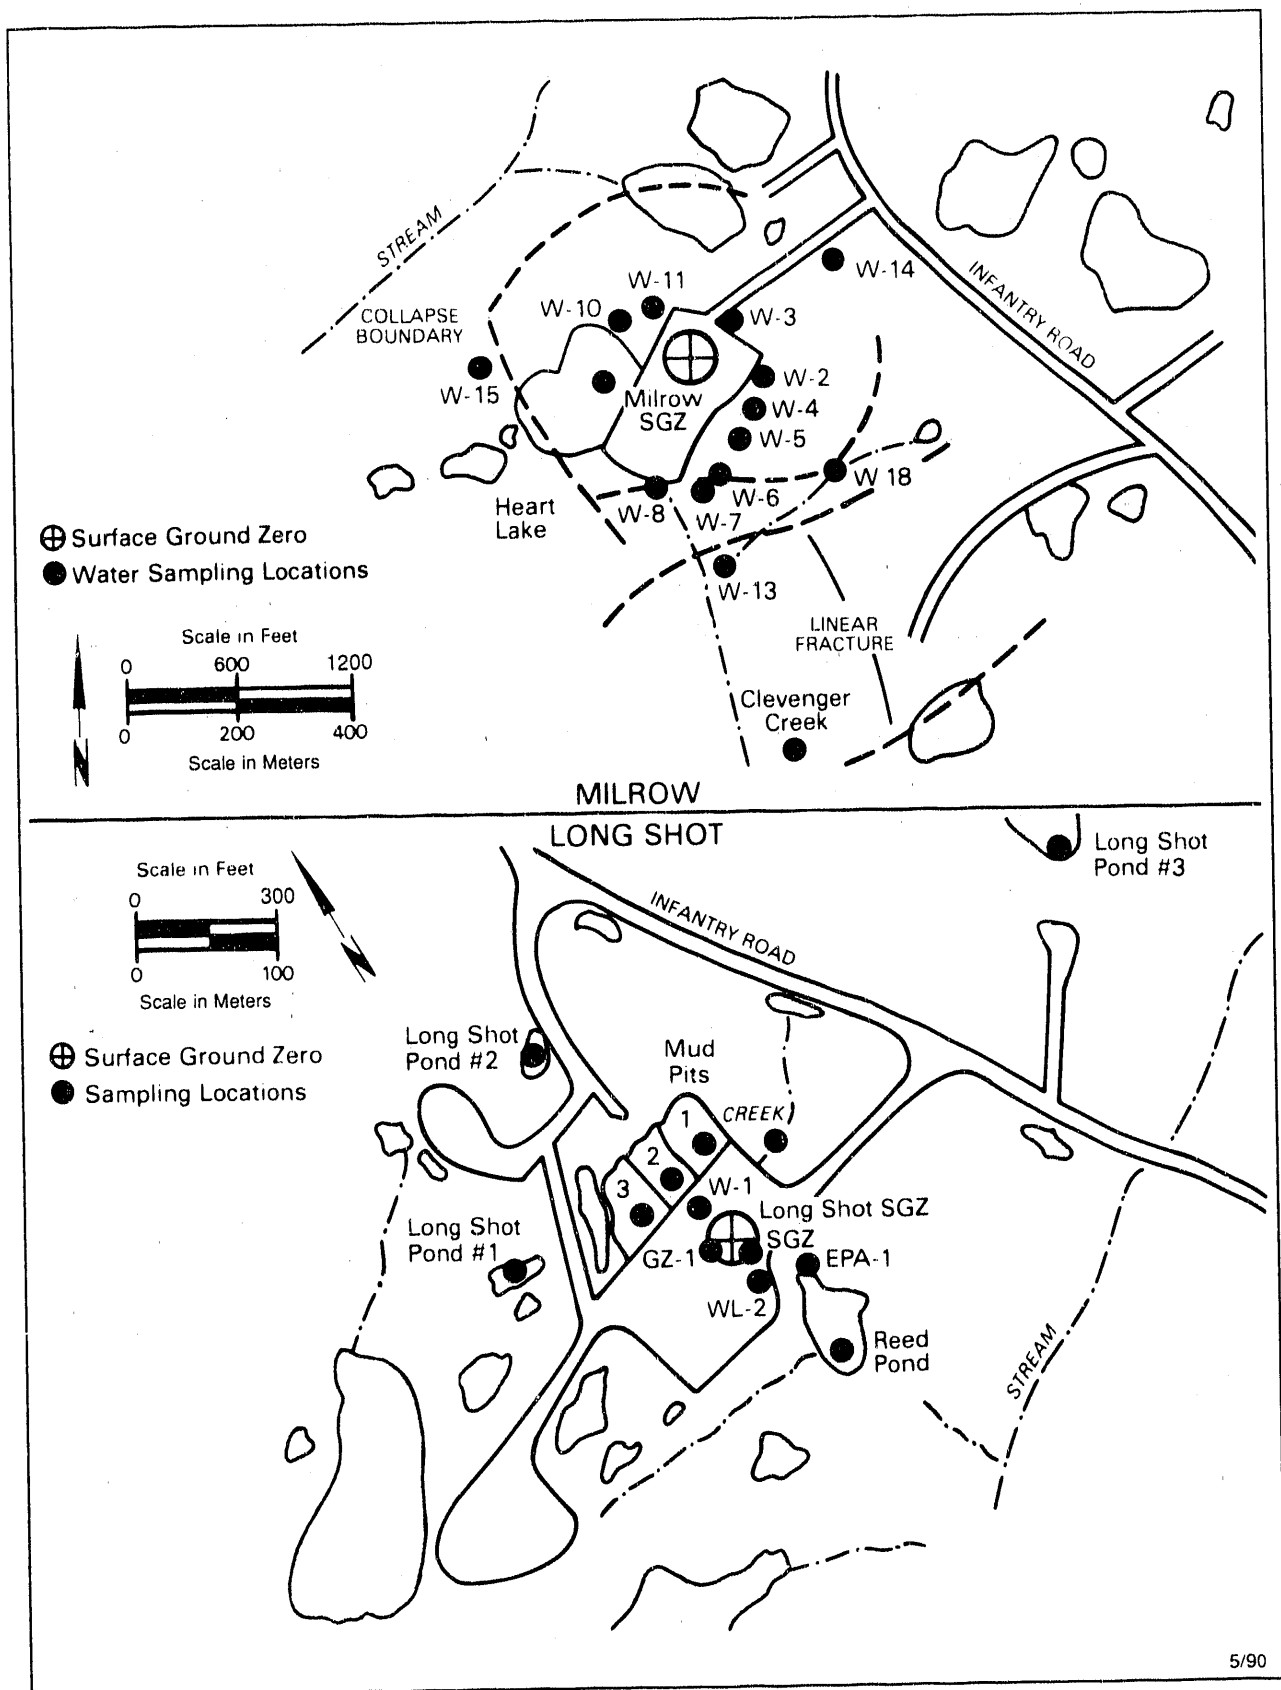 STREAM
W-14
INFANTRY ROAD
W-11
W-10
W-3
COLLAPSE
BOUNDARY
W-15
Milrow
SGZ
W-2
W-4
W-5
W-6
W 18
W-8
W-7
Heart
Lake
W-13
Surface Ground Zero
Water Sampling Locations
LINEAR
FRACTURE
Scale in Feet
0 600 1200
0 200 400
Scale in Meters
N
Clevenger
Creek
MILROW
LONG SHOT
Long Shot
Pond #3
Scale in Feet
0 300
0 100
Scale in Meters
N
INFANTRY ROAD
Surface Ground Zero
Sampling Locations
Long Shot
Pond #2
Mud
Pits
1
CREEK
2
3
W-1
Long Shot SGZ
SGZ
GZ-1
EPA-1
WL-2
Long Shot
Pond #1
Reed
Pond
STREAM
5/90